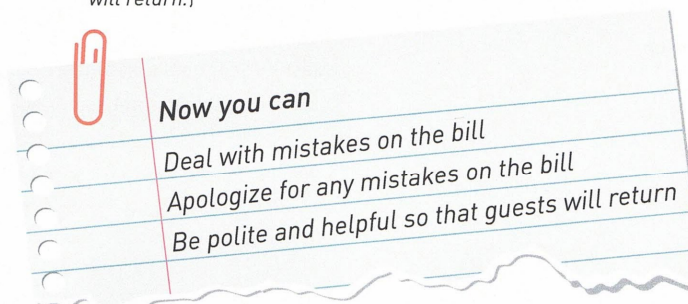 will return.)
Now you can
Deal with mistakes on the bill
Apologize for any mistakes on the bill
Be polite and helpful so that guests will return